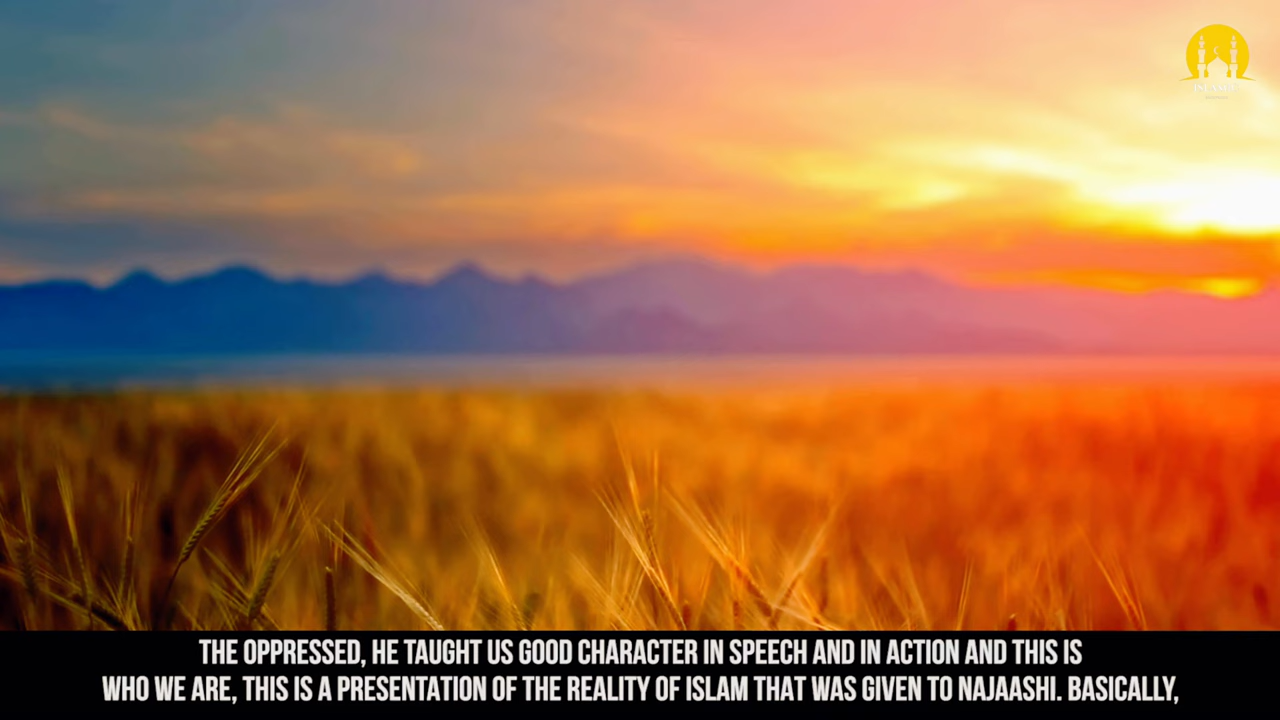 THE OPPRESSED, HE TAUGHT US GOOD CHARACTER IN SPEECH AND IN ACTION AND THIS IS
WHO WE ARE, THIS IS A PRESENTATION OF THE REALITY OF ISLAM THAT WAS GIVEN TO NAJAASHI. BASICALLY,